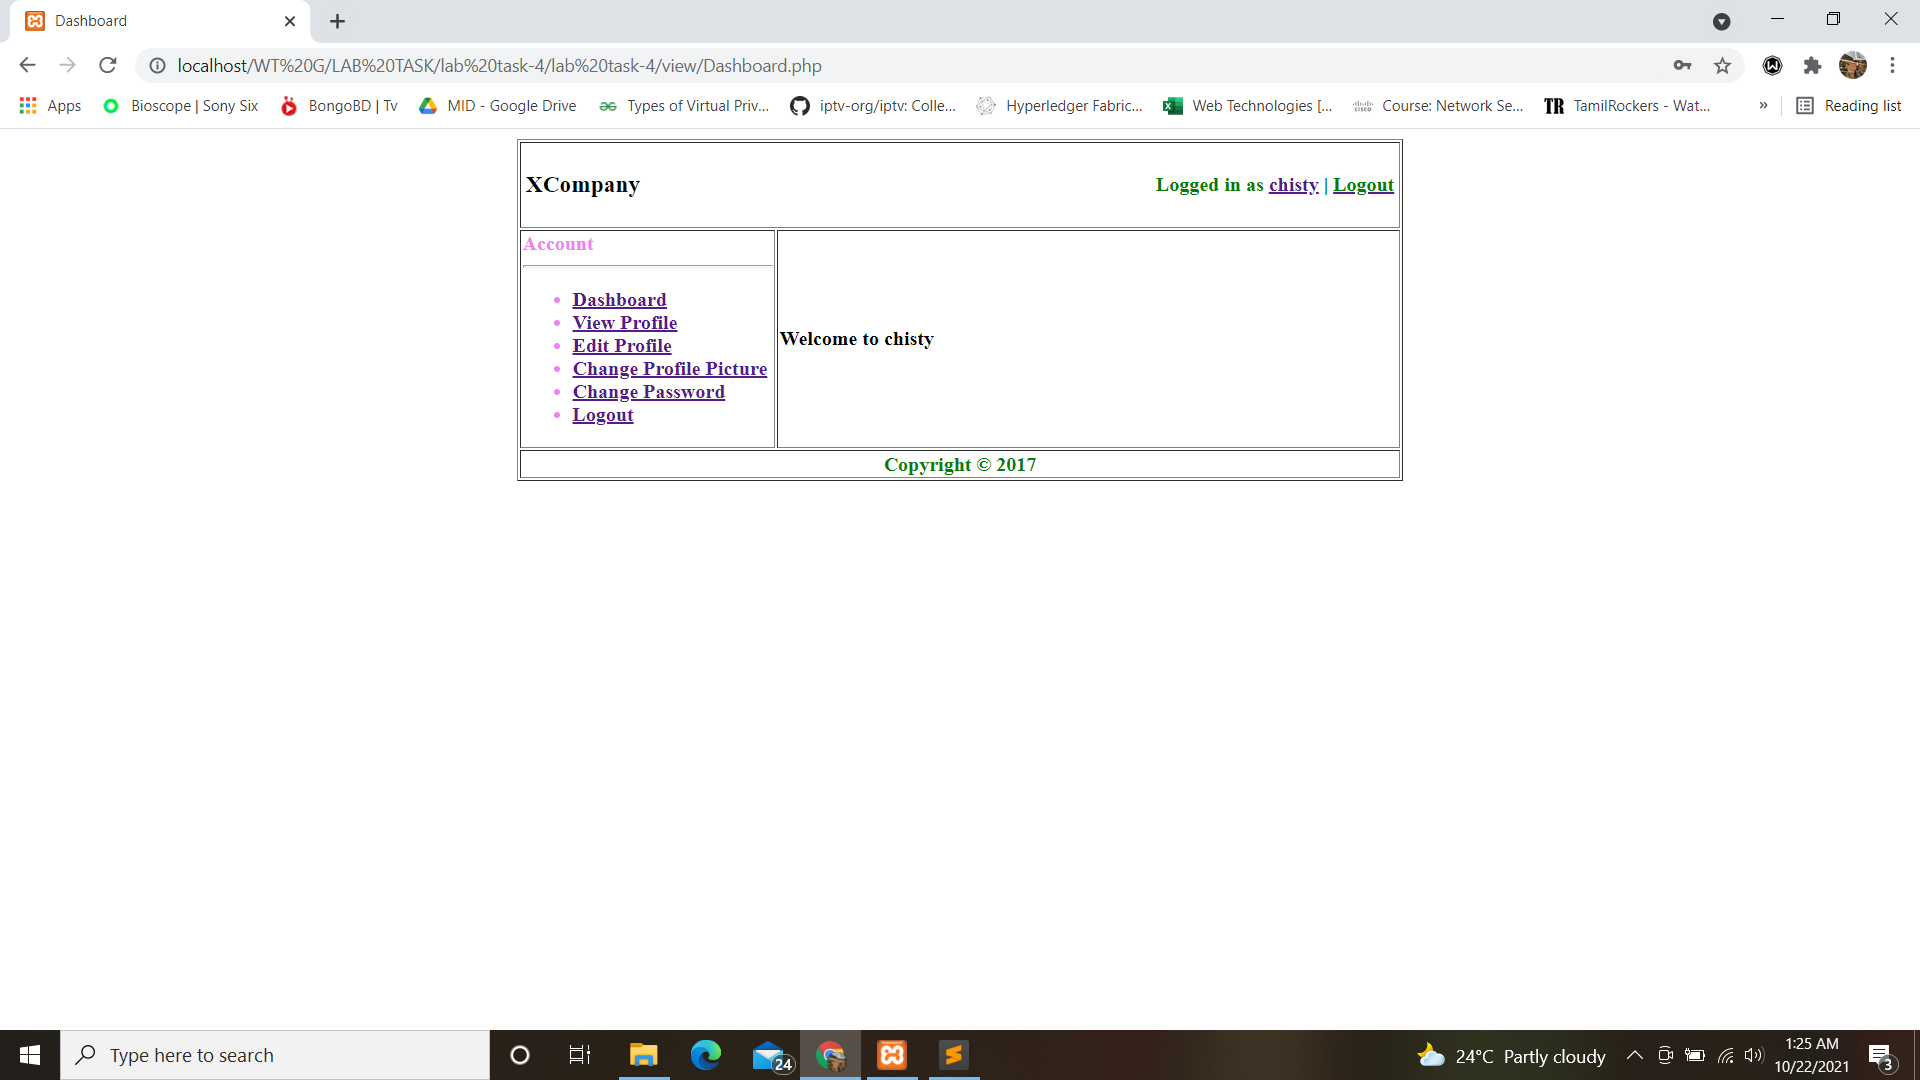 Dashboard
localhost/WT%20G/LAB%20TASK/lab%20task-4/lab%20task-4/view/Dashboard.php
Apps Bioscope | Sony Six BongoBD | Tv MID - Google Drive Types of Virtual Priv... iptv-org/iptv: Colle... Hyperledger Fabric... Web Technologies [... Course: Network Se... TR TamilRockers - Wat... » Reading list
XCompany Logged in as chisty | Logout
Account
Dashboard
View Profile
Edit Profile
Change Profile Picture
Change Password
Logout
Welcome to chisty
Copyright © 2017
Type here to search
24
24°C Partly cloudy
1:25 AM
10/22/2021
3